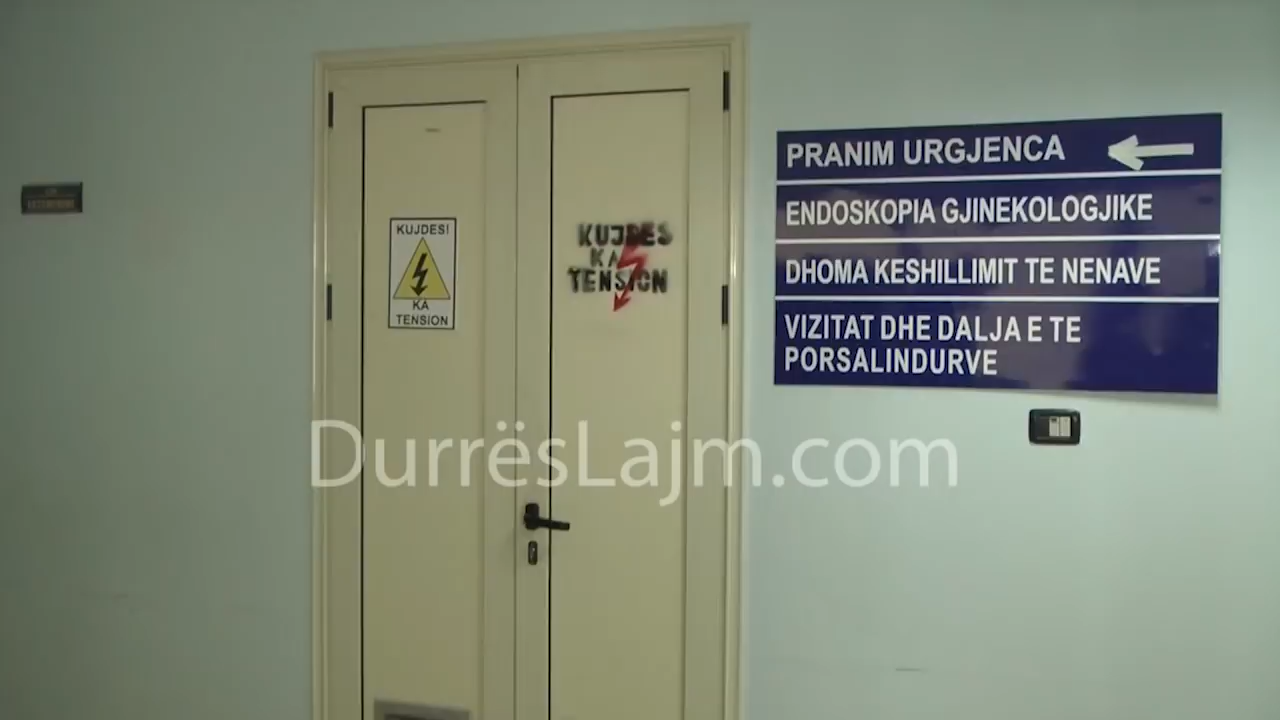 KUJDES!
KA
TENSION
KUJDES
KA
TENSION
PRANIM URGJENCA
ENDOSKOPIA GJINEKOLOGJIKE
DHOMA KESHILLIMIT TE NENAVE
VIZITAT DHE DALJA E TE
PORSALINDURVE
DurrësLajm.com